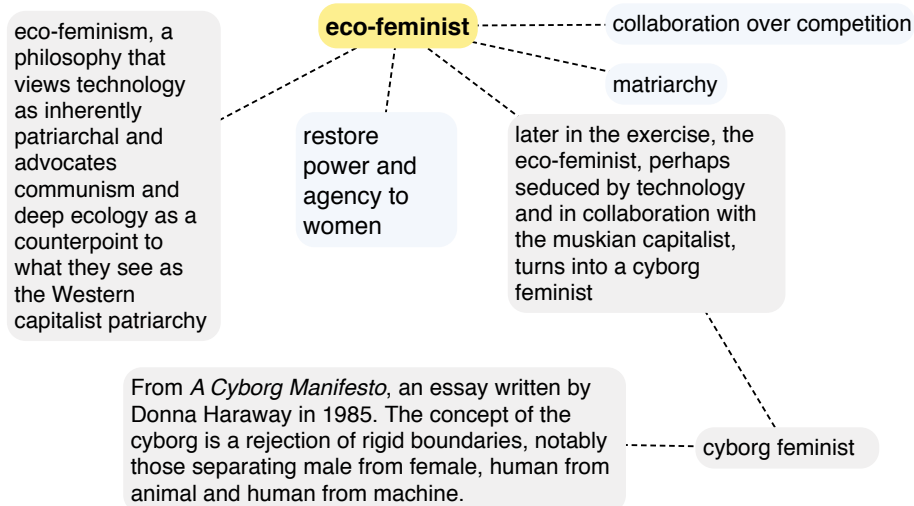 eco-feminist
collaboration over competition
matriarchy
eco-feminism, a
philosophy that
views technology
as inherently
patriarchal and
advocates
communism and
deep ecology as a
counterpoint to
what they see as
the Western
capitalist patriarchy
restore
power and
agency to
women
later in the exercise, the
eco-feminist, perhaps
seduced by technology
and in collaboration with
the muskian capitalist,
turns into a cyborg
feminist
From A Cyborg Manifesto, an essay written by
Donna Haraway in 1985. The concept of the
cyborg is a rejection of rigid boundaries, notably
those separating male from female, human from
animal and human from machine.
cyborg feminist